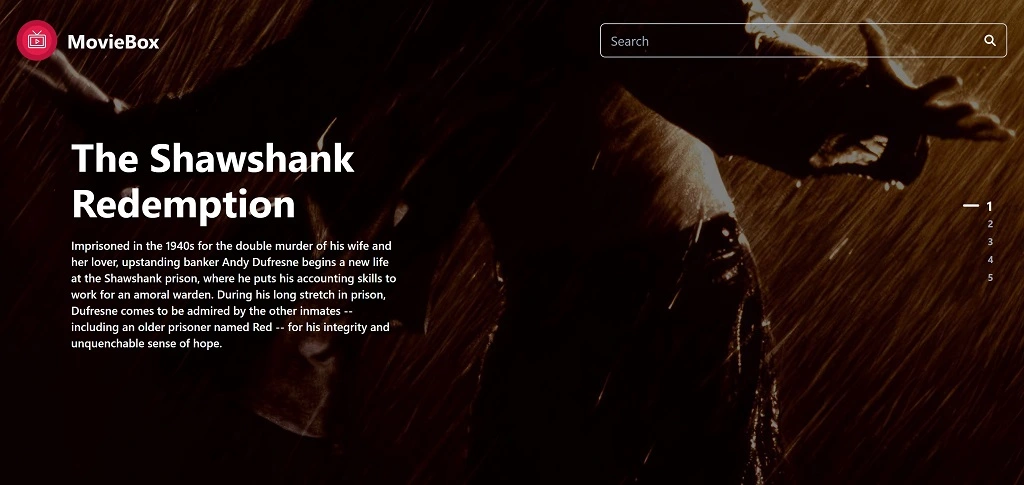 MovieBox
Search
The Shawshank
Redemption
Imprisoned in the 1940s for the double murder of his wife and
her lover, upstanding banker Andy Dufresne begins a new life
at the Shawshank prison, where he puts his accounting skills to
work for an amoral warden. During his long stretch in prison,
Dufresne comes to be admired by the other inmates --
including an older prisoner named Red -- for his integrity and
unquenchable sense of hope.
1
2
3
4
5